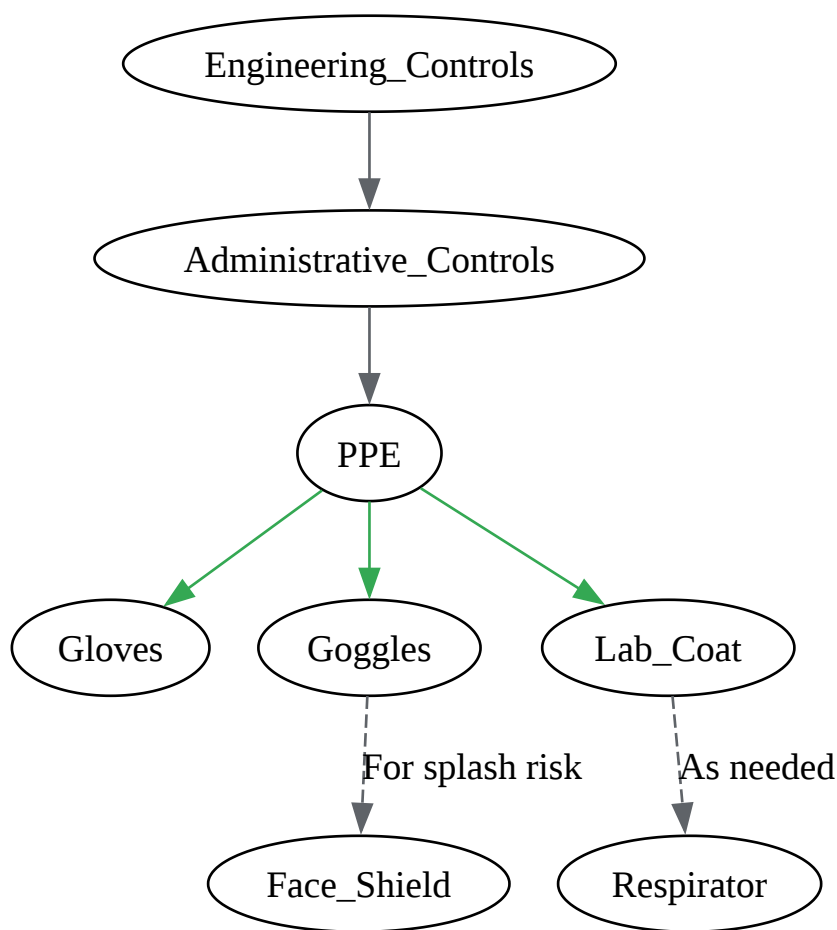 Engineering_Controls
Administrative_Controls
PPE
Gloves
Goggles
Lab_Coat
For splash risk
As needed
Face_Shield
Respirator